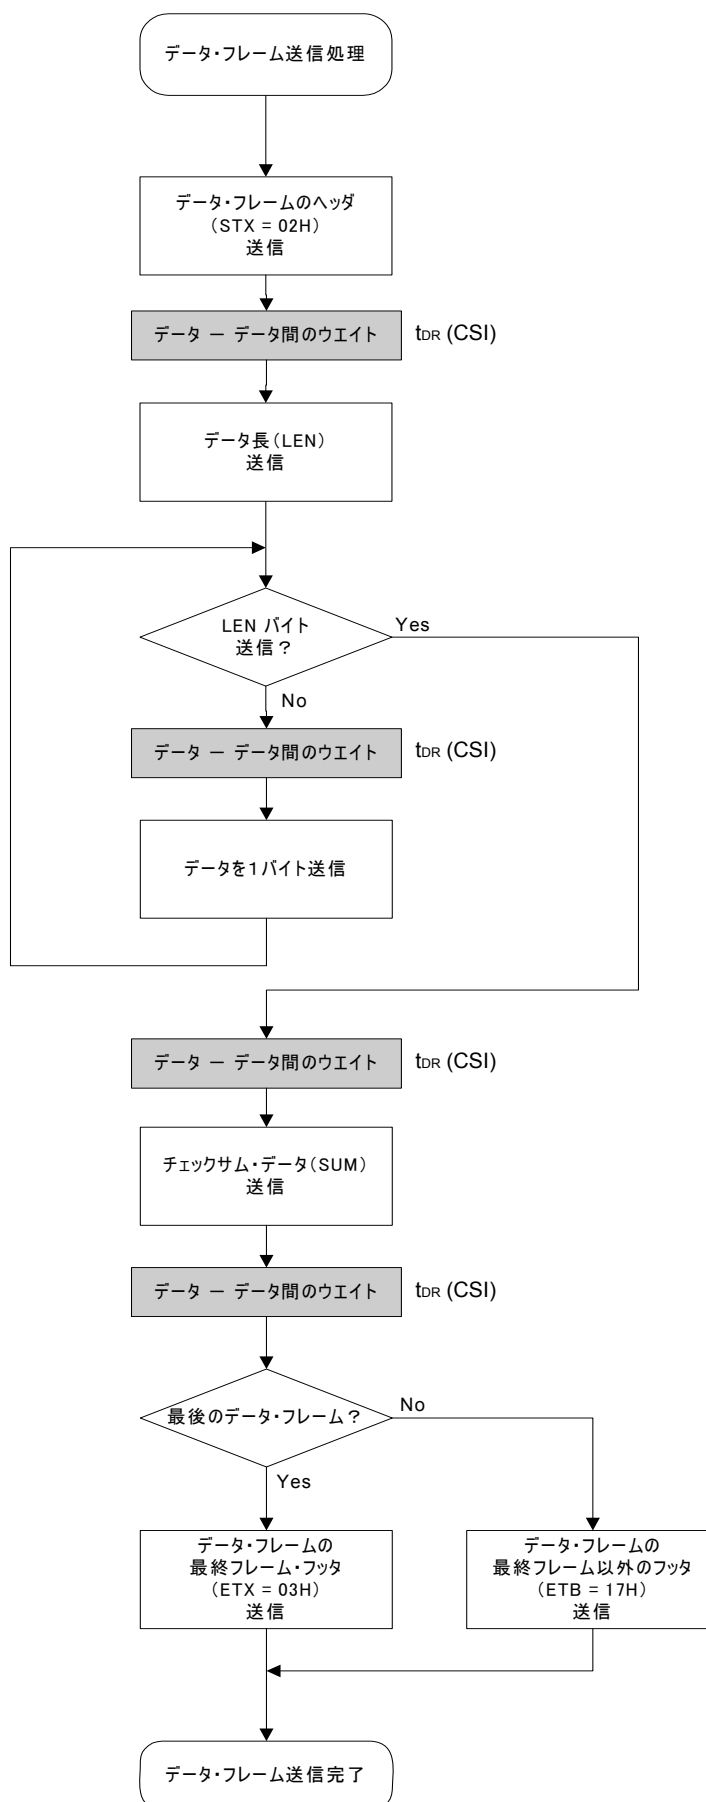 データ・フレーム送信処理
データ・フレームのヘッダ
(STX = 02H)
送信
データ － データ間のウエイト
tDR (CSI)
データ長(LEN)
送信
LEN バイト
送信？
Yes
No
データ － データ間のウエイト
tDR (CSI)
データを1バイト送信
データ － データ間のウエイト
tDR (CSI)
チェックサム・データ(SUM)
送信
データ － データ間のウエイト
tDR (CSI)
最後のデータ・フレーム？
No
Yes
データ・フレームの
最終フレーム・フッタ
(ETX = 03H)
送信
データ・フレームの
最終フレーム以外のフッタ
(ETB = 17H)
送信
データ・フレーム送信完了